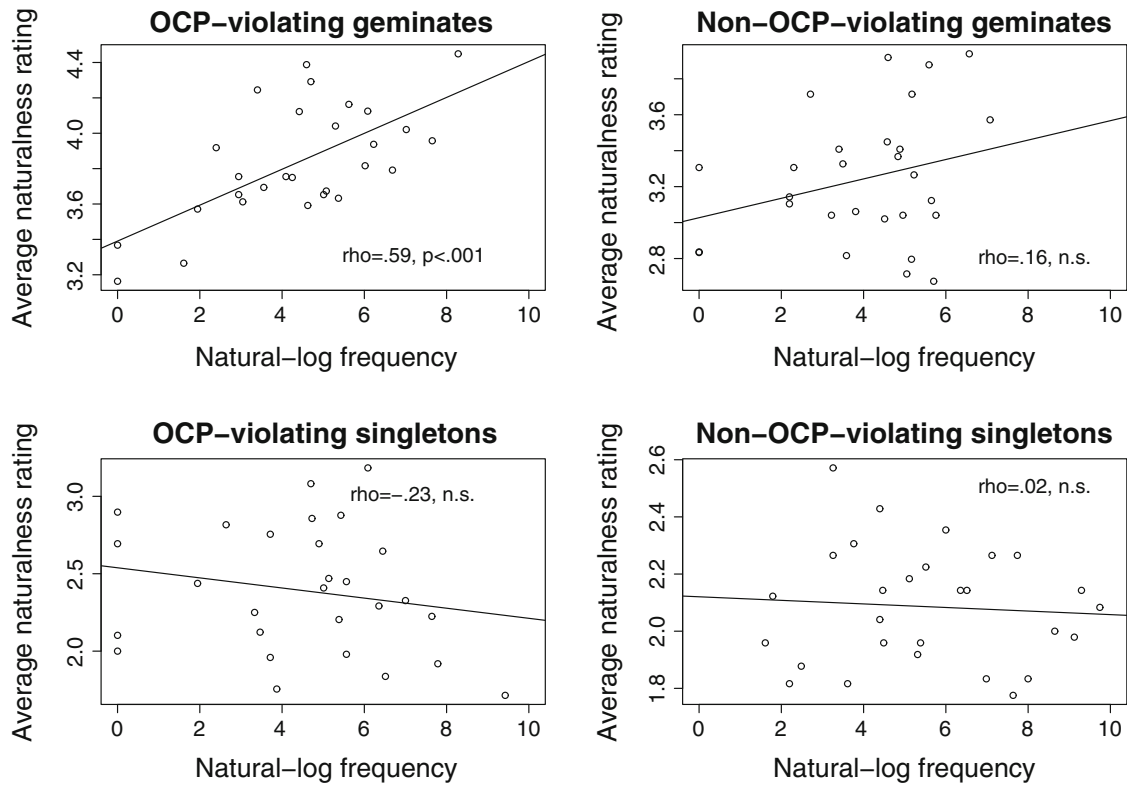 OCP−violating geminates
Average naturalness rating
3.2 3.6 4.0 4.4
rho=.59, p<.001
0 2 4 6 8 10
Natural−log frequency
Non−OCP−violating geminates
Average naturalness rating
2.8 3.2 3.6
rho=.16, n.s.
0 2 4 6 8 10
Natural−log frequency
OCP−violating singletons
Average naturalness rating
2.0 2.5 3.0
rho=−.23, n.s.
0 2 4 6 8 10
Natural−log frequency
Non−OCP−violating singletons
Average naturalness rating
1.8 2.0 2.2 2.4 2.6
rho=.02, n.s.
0 2 4 6 8 10
Natural−log frequency